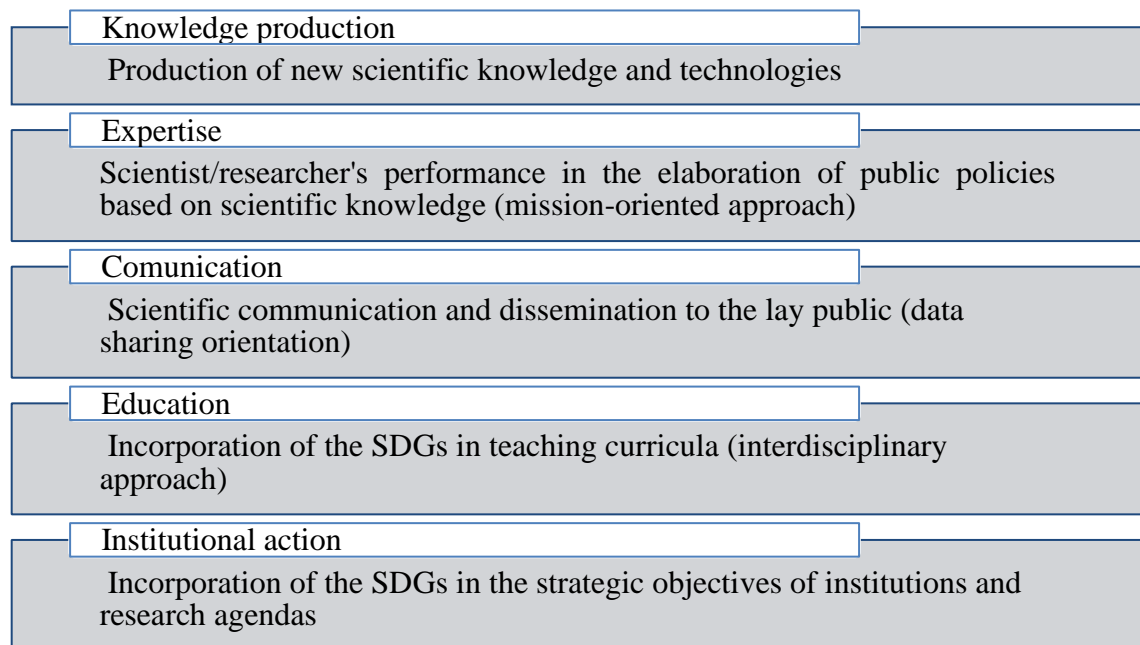 Knowledge production
Production of new scientific knowledge and technologies
Expertise
Scientist/researcher's performance in the elaboration of public policies
based on scientific knowledge (mission-oriented approach)
Comunication
Scientific communication and dissemination to the lay public (data
sharing orientation)
Education
Incorporation of the SDGs in teaching curricula (interdisciplinary
approach)
Institutional action
Incorporation of the SDGs in the strategic objectives of institutions and
research agendas